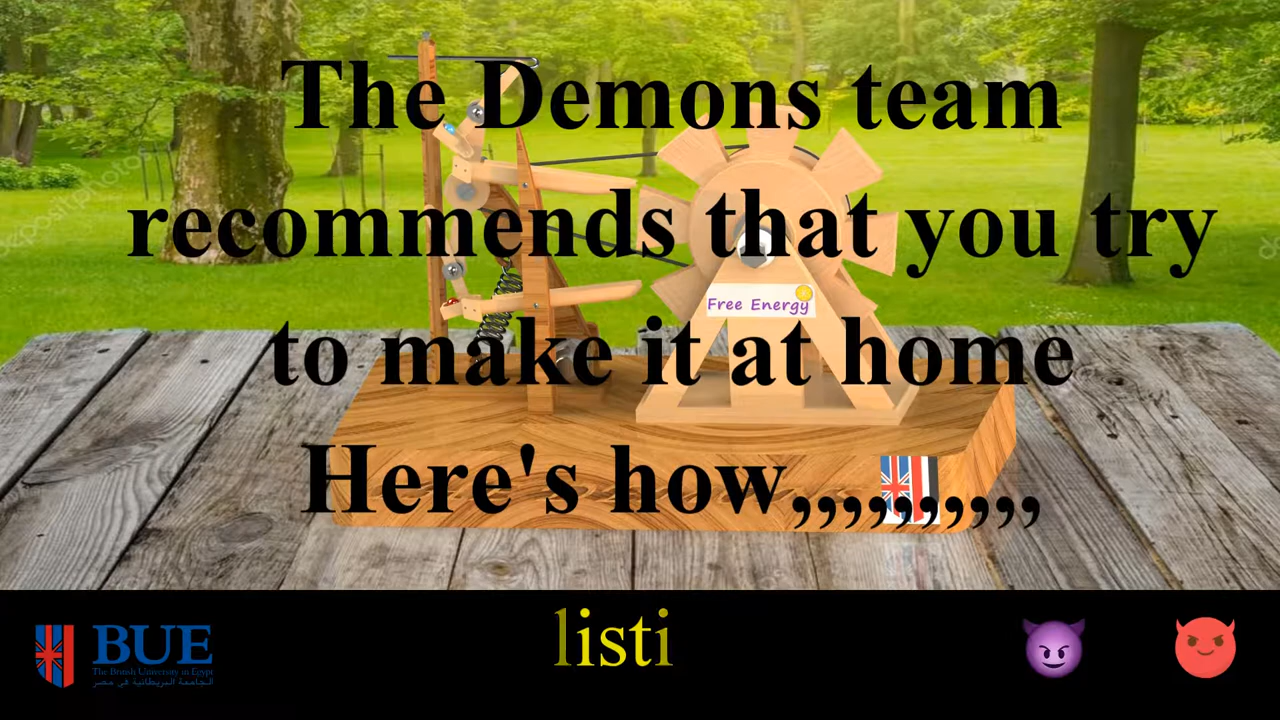 The Demons team
recommends that you try
to make it at home
Here's how,,,,,,,,,,
Free Energy
listi
BUE
The British University in Egypt
الجامعة البريطانية في مصر